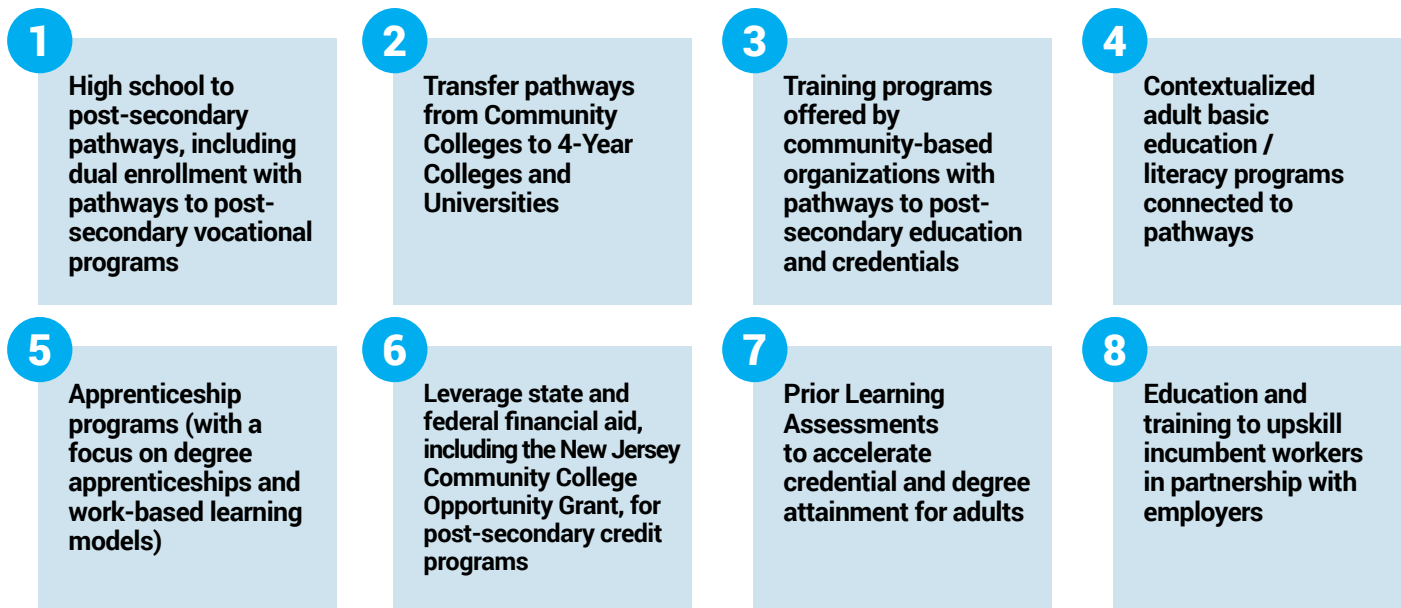 1
High school to
post-secondary
pathways, including
dual enrollment with
pathways to post-
secondary vocational
programs
2
Transfer pathways
from Community
Colleges to 4-Year
Colleges and
Universities
3
Training programs
offered by
community-based
organizations with
pathways to post-
secondary education
and credentials
4
Contextualized
adult basic
education /
literacy programs
connected to
pathways
5
Apprenticeship
programs (with a
focus on degree
apprenticeships and
work-based learning
models)
6
Leverage state and
federal financial aid,
including the New Jersey
Community College
Opportunity Grant, for
post-secondary credit
programs
7
Prior Learning
Assessments
to accelerate
credential and degree
attainment for adults
8
Education and
training to upskill
incumbent workers
in partnership with
employers